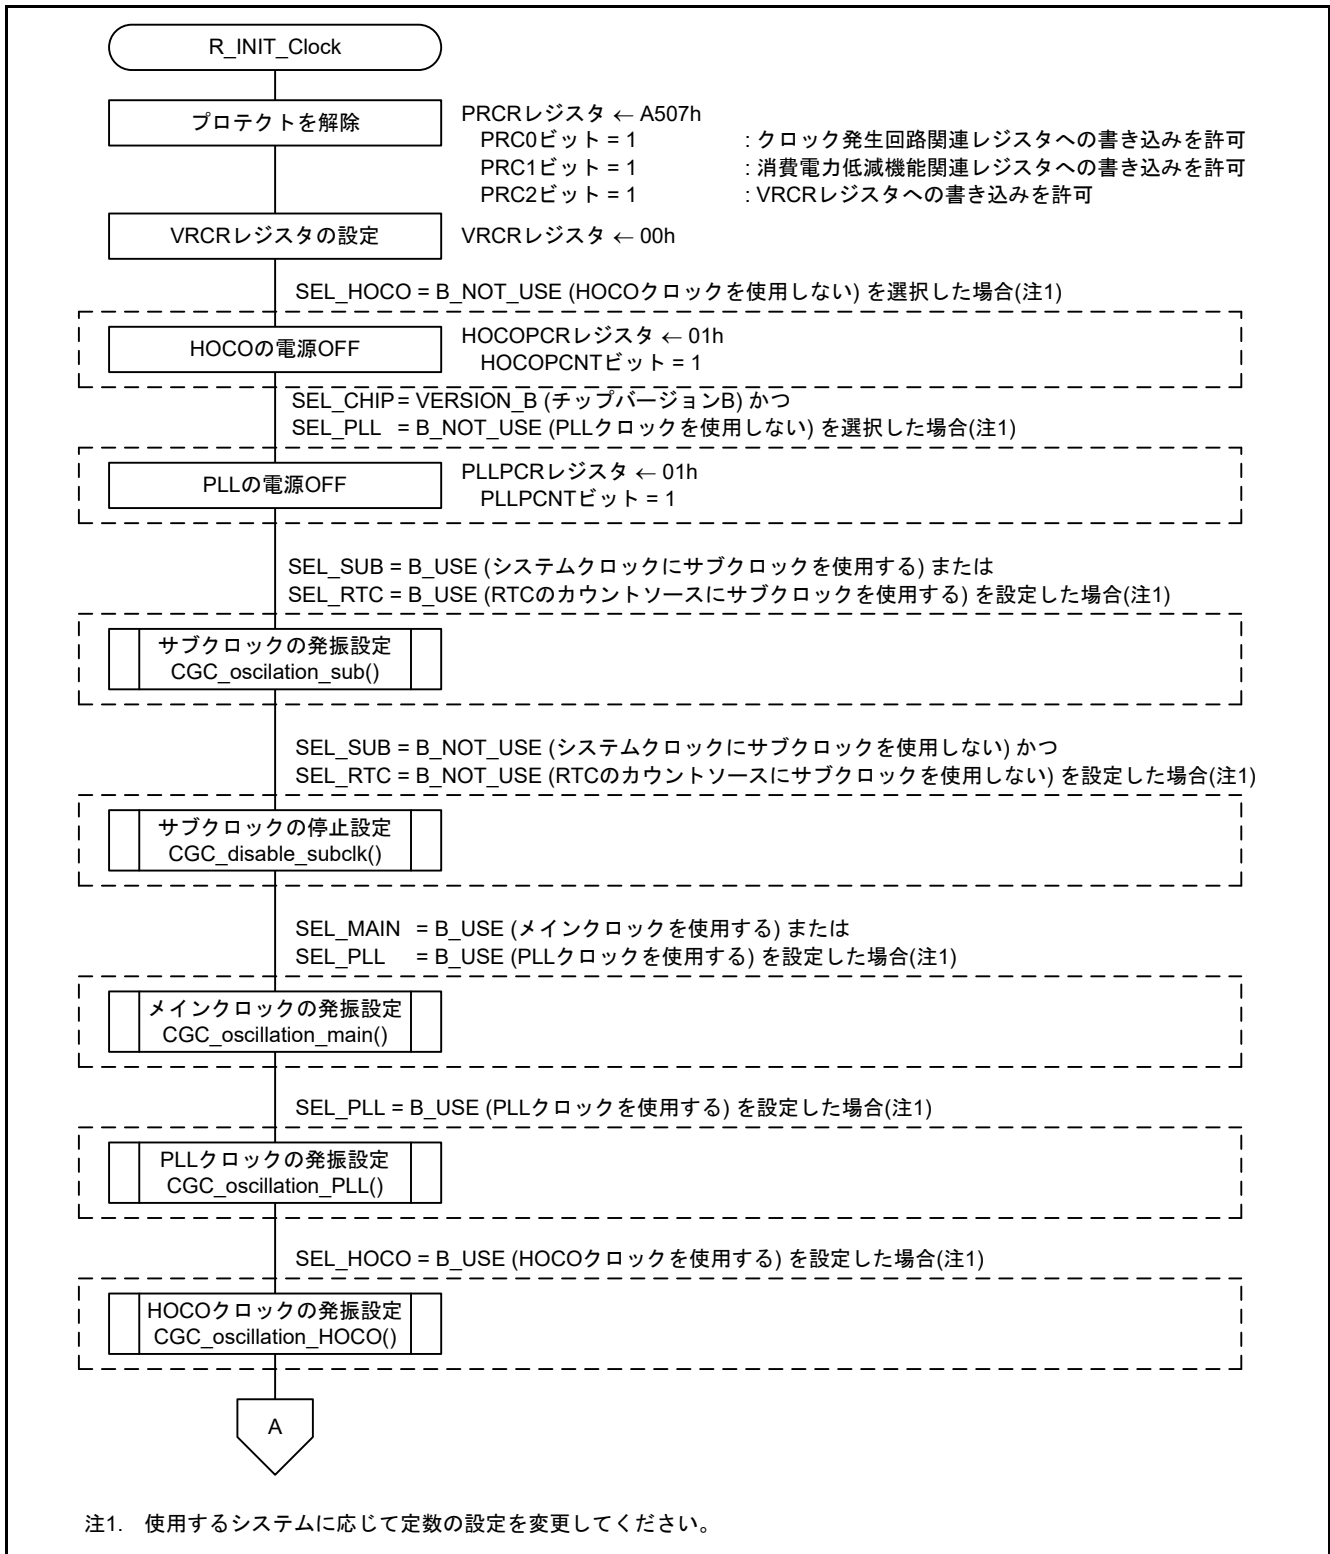 R_INIT_Clock
プロテクトを解除
PRCRレジスタ ← A507h
PRC0ビット = 1 : クロック発生回路関連レジスタへの書き込みを許可
PRC1ビット = 1 : 消費電力低減機能関連レジスタへの書き込みを許可
PRC2ビット = 1 : VRCRレジスタへの書き込みを許可
VRCRレジスタの設定
VRCRレジスタ ← 00h
SEL_HOCO = B_NOT_USE (HOCOクロックを使用しない) を選択した場合(注1)
HOCOの電源OFF
HOCOPCRレジスタ ← 01h
HOCOPCNTビット = 1
SEL_CHIP = VERSION_B (チップバージョンB) かつ
SEL_PLL = B_NOT_USE (PLLクロックを使用しない) を選択した場合(注1)
PLLの電源OFF
PLLPCRレジスタ ← 01h
PLLPCNTビット = 1
SEL_SUB = B_USE (システムクロックにサブクロックを使用する) または
SEL_RTC = B_USE (RTCのカウントソースにサブクロックを使用する) を設定した場合(注1)
サブクロックの発振設定
CGC_oscilation_sub()
SEL_SUB = B_NOT_USE (システムクロックにサブクロックを使用しない) かつ
SEL_RTC = B_NOT_USE (RTCのカウントソースにサブクロックを使用しない) を設定した場合(注1)
サブクロックの停止設定
CGC_disable_subclk()
SEL_MAIN = B_USE (メインクロックを使用する) または
SEL_PLL = B_USE (PLLクロックを使用する) を設定した場合(注1)
メインクロックの発振設定
CGC_oscillation_main()
SEL_PLL = B_USE (PLLクロックを使用する) を設定した場合(注1)
PLLクロックの発振設定
CGC_oscillation_PLL()
SEL_HOCO = B_USE (HOCOクロックを使用する) を設定した場合(注1)
HOCOクロックの発振設定
CGC_oscillation_HOCO()
A
注1. 使用するシステムに応じて定数の設定を変更してください。